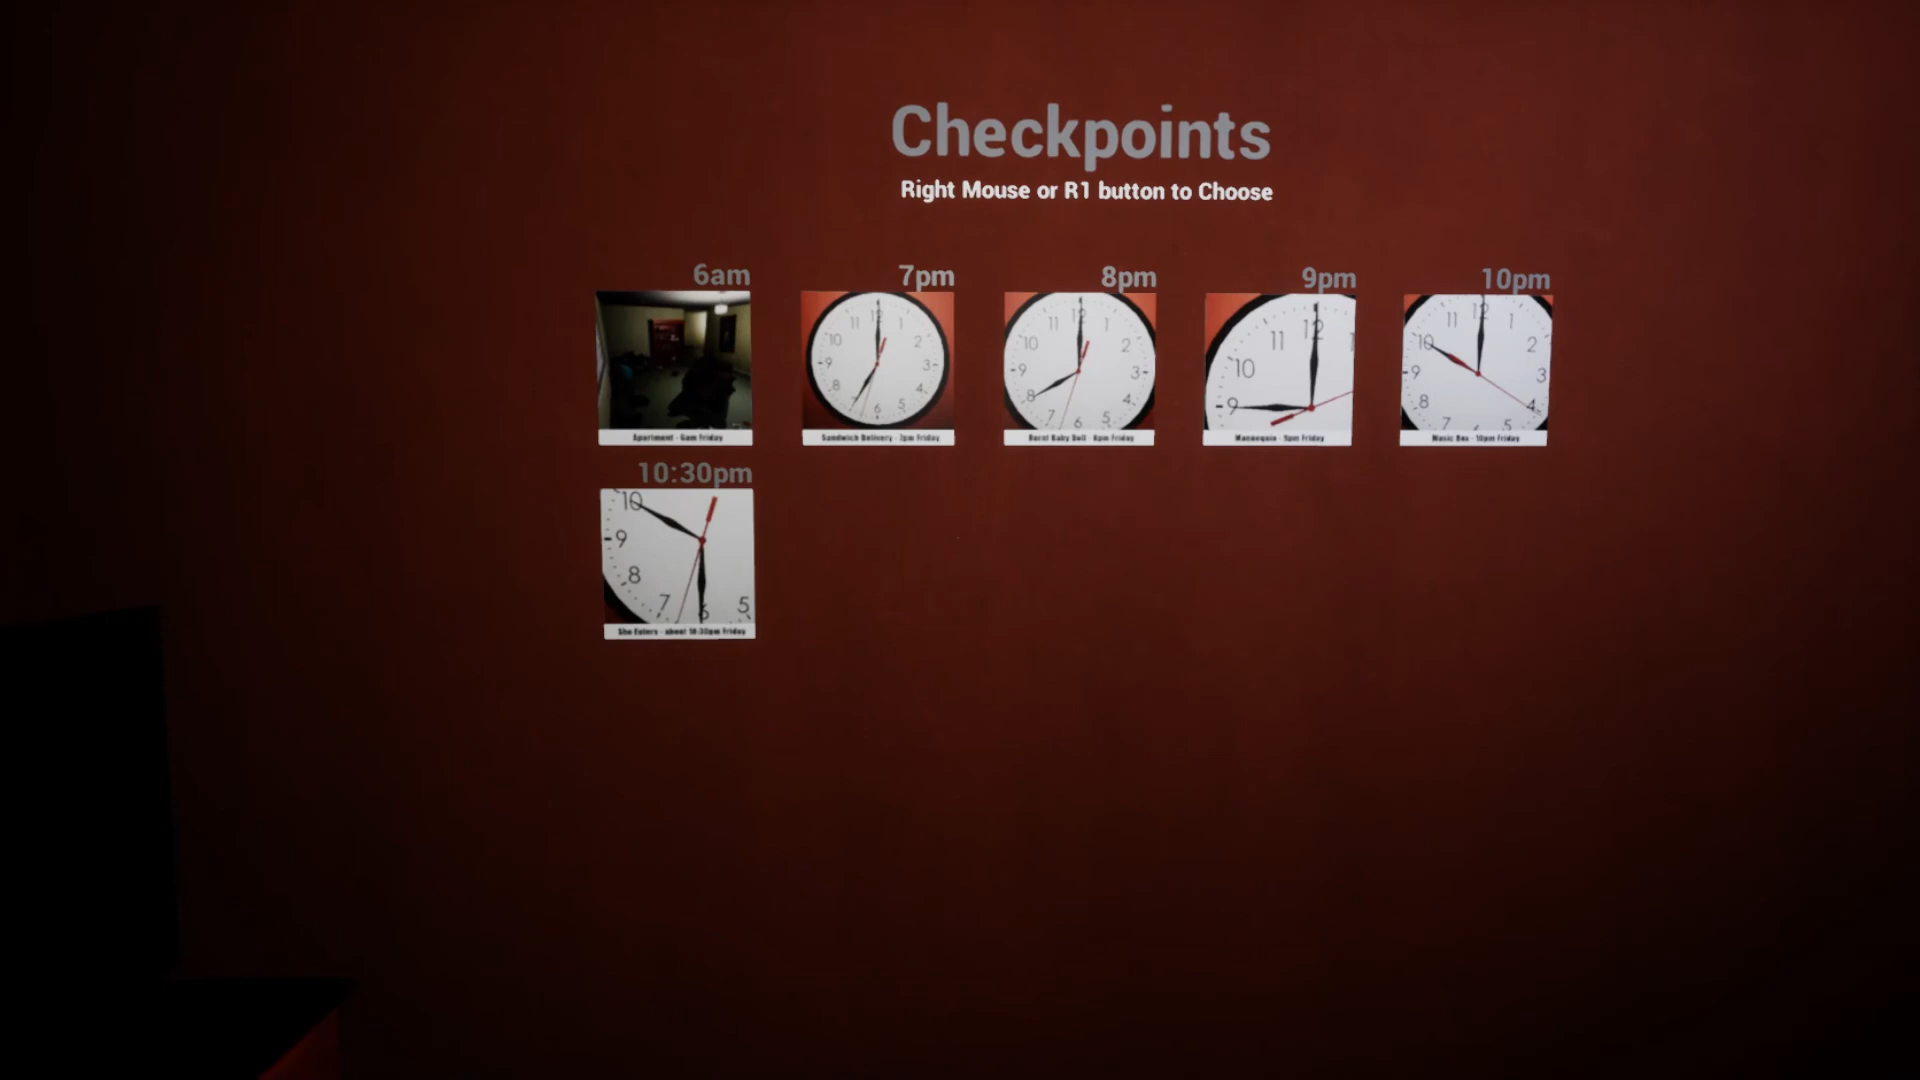 Checkpoints
Right Mouse or R1 button to Choose
6am
7pm
8pm
9pm
10pm
Apartment - 6am Friday
Sandwich Delivery - 7pm Friday
Burnt Baby Doll - 8pm Friday
Mannequin - 9pm Friday
Music Box - 10pm Friday
10:30pm
She Enters - about 10:30pm Friday